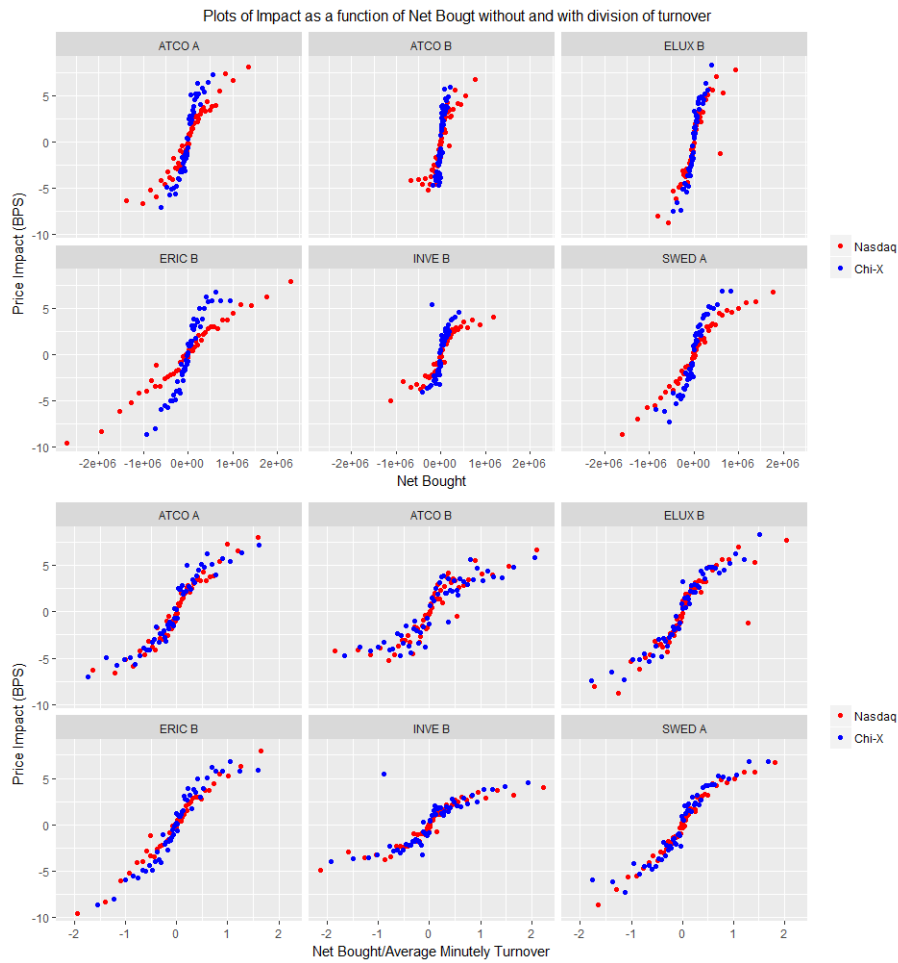 Plots of Impact as a function of Net Bougt without and with division of turnover
ATCO A ATCO B ELUX B
5
0
-5
-10
ERIC B INVE B SWED A
5
0
-5
-10
-2e+06 -1e+06 0e+00 1e+06 2e+06 -2e+06 -1e+06 0e+00 1e+06 2e+06 -2e+06 -1e+06 0e+00 1e+06 2e+06
Net Bought
Price Impact (BPS)
Nasdaq
Chi-X
ATCO A ATCO B ELUX B
5
0
-5
-10
ERIC B INVE B SWED A
5
0
-5
-10
-2 -1 0 1 2 -2 -1 0 1 2 -2 -1 0 1 2
Net Bought/Average Minutely Turnover
Price Impact (BPS)
Nasdaq
Chi-X